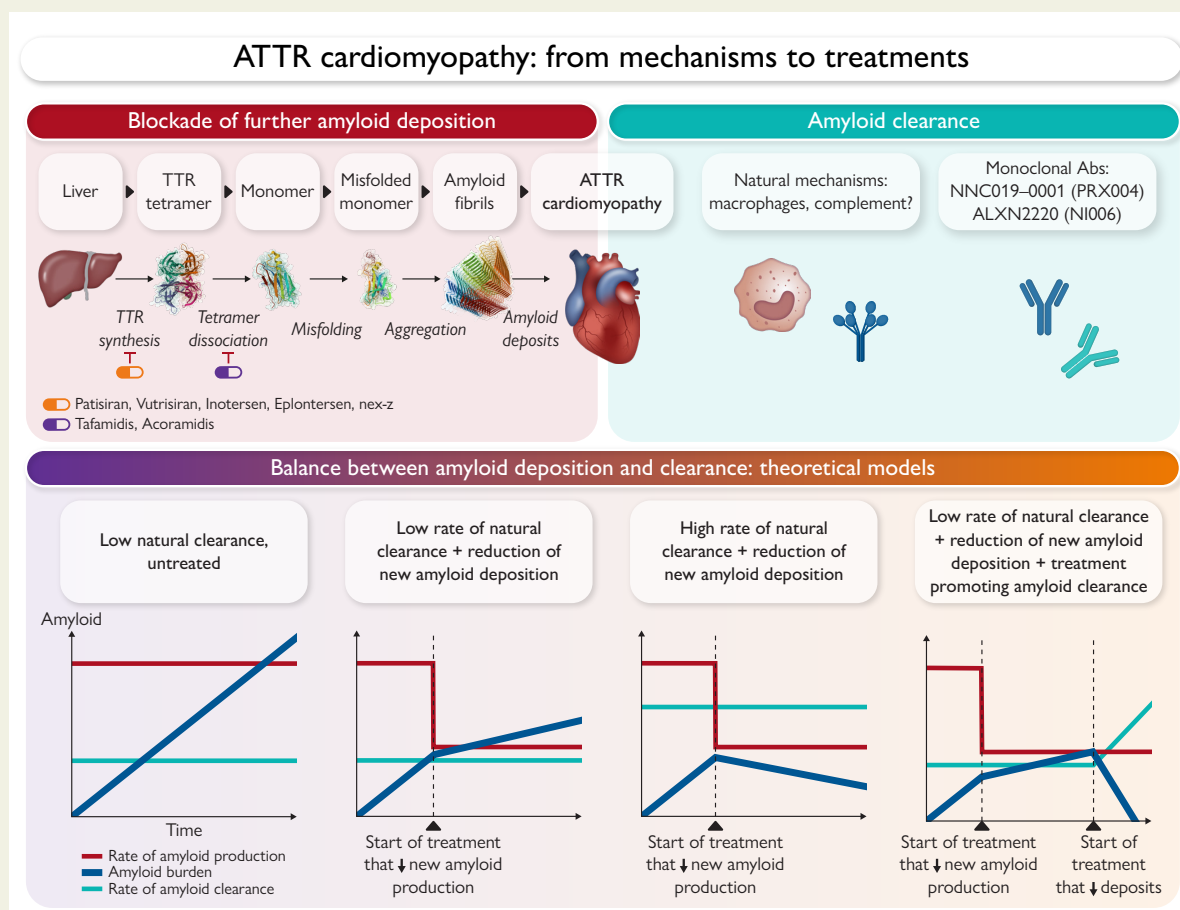 ATTR cardiomyopathy: from mechanisms to treatments
Blockade of further amyloid deposition
Liver
TTR
tetramer
Monomer
Misfolded
monomer
Amyloid
fibrils
ATTR
cardiomyopathy
TTR
synthesis
Tetramer
dissociation
Misfolding
Aggregation
Amyloid
deposits
Patisiran, Vutrisiran, Inotersen, Eplontersen, nex-z
Tafamidis, Acoramidis
Amyloid clearance
Natural mechanisms:
macrophages, complement?
Monoclonal Abs:
NNC019–0001 (PRX004)
ALXN2220 (NI006)
Balance between amyloid deposition and clearance: theoretical models
Low natural clearance,
untreated
Amyloid
Time
Rate of amyloid production
Amyloid burden
Rate of amyloid clearance
Low rate of natural
clearance + reduction of
new amyloid deposition
Start of treatment
that ↓ new amyloid
production
High rate of natural
clearance + reduction of
new amyloid deposition
Start of treatment
that ↓ new amyloid
production
Low rate of natural clearance
+ reduction of new amyloid
deposition + treatment
promoting amyloid clearance
Start of treatment
that ↓ new amyloid
production
Start of
treatment
that ↓ deposits